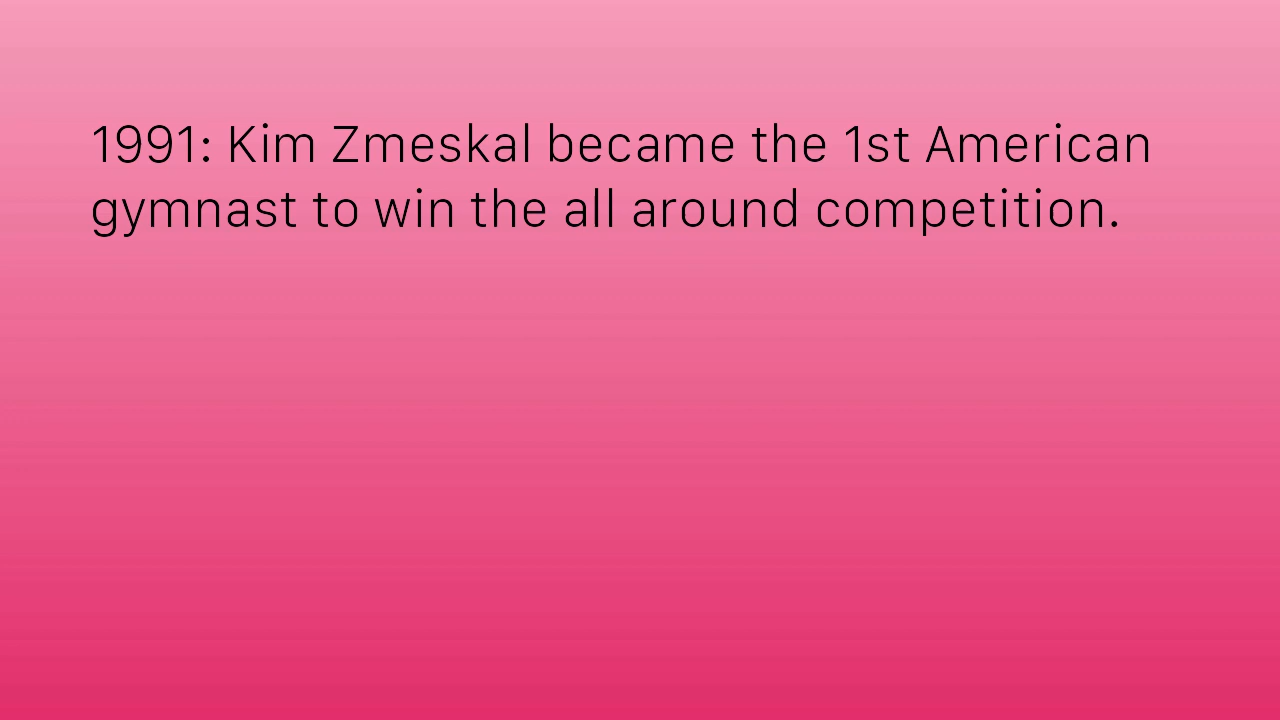 1991: Kim Zmeskal became the 1st American
gymnast to win the all around competition.